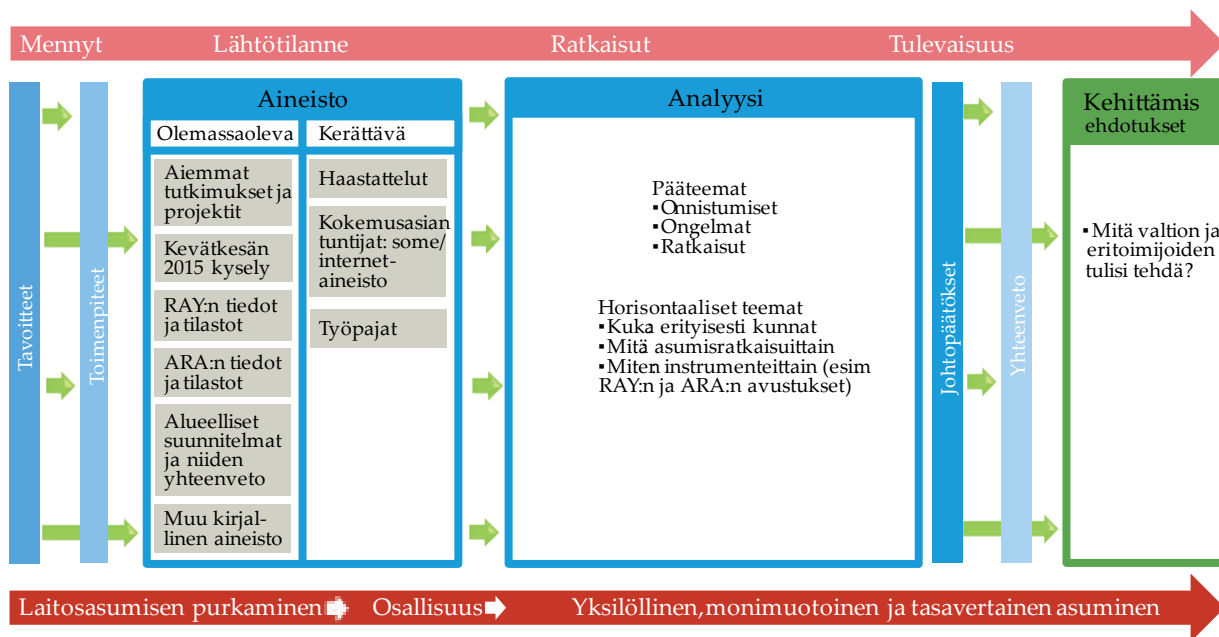 Mennyt Lähtötilanne Ratkaisut Tulevaisuus
Tavoitteet
Toimenpiteet
Aineisto
Olemassaoleva
Aiemmat
tutkimukset ja
projektit
Kevätkesän
2015 kysely
RAY:n tiedot
ja tilastot
ARA:n tiedot
ja tilastot
Alueelliset
suunnitelmat
ja niiden
yhteenveto
Muu kirjal-
linen aineisto
Kerättävä
Haastattelut
Kokemusasian
tuntijat: some/
internet-
aineisto
Työpajat
Analyysi
Pääteemat
▪Onnistumiset
▪Ongelmat
▪Ratkaisut
Horisontaaliset teemat
▪Kuka: erityisesti kunnat
▪Mitä: asumisratkaisuittain
▪Miten: instrumenteittain (esim
RAY:n ja ARA:n avustukset)
Johtopäätökset
Yhteenveto
Kehittämis-
ehdotukset
▪Mitä valtion ja
eritoimijoiden
tulisi tehdä?
Laitosasumisen purkaminen Osallisuus Yksilöllinen, monimuotoinen ja tasavertainen asuminen